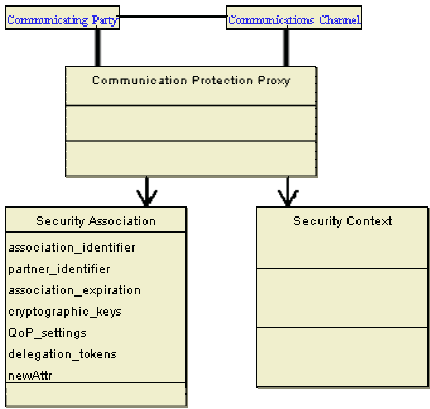 Communicating Party
Communications Channel
Communication Protection Proxy
Security Association
association_identifier
partner_identifier
association_expiration
cryptographic_keys
QoP_settings
delegation_tokens
newAttr
Security Context